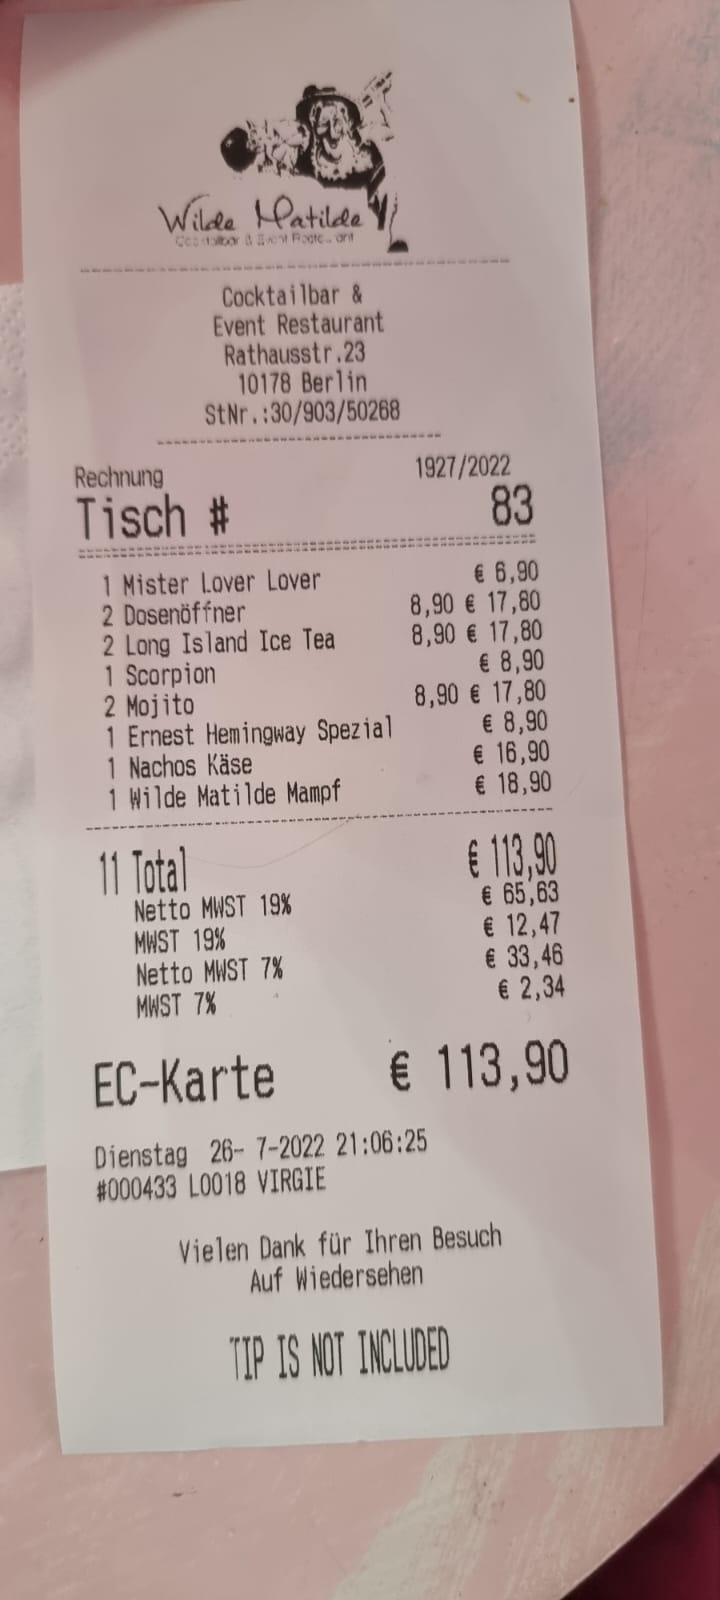 Wilde Matilde
Cocktailbar & Event Restaurant
Cocktailbar &
Event Restaurant
Rathausstr.23
10178 Berlin
StNr.:30/903/50268
Rechnung 1927/2022
Tisch # 83
1 Mister Lover Lover € 6,90
2 Dosenöffner 8,90 € 17,80
2 Long Island Ice Tea 8,90 € 17,80
1 Scorpion € 8,90
2 Mojito 8,90 € 17,80
1 Ernest Hemingway Spezial € 8,90
1 Nachos Käse € 16,90
1 Wilde Matilde Mampf € 18,90
11 Total € 113,90
Netto MWST 19% € 65,63
MWST 19% € 12,47
Netto MWST 7% € 33,46
MWST 7% € 2,34
EC-Karte € 113,90
Dienstag 26- 7-2022 21:06:25
#000433 L0018 VIRGIE
Vielen Dank für Ihren Besuch
Auf Wiedersehen
TIP IS NOT INCLUDED